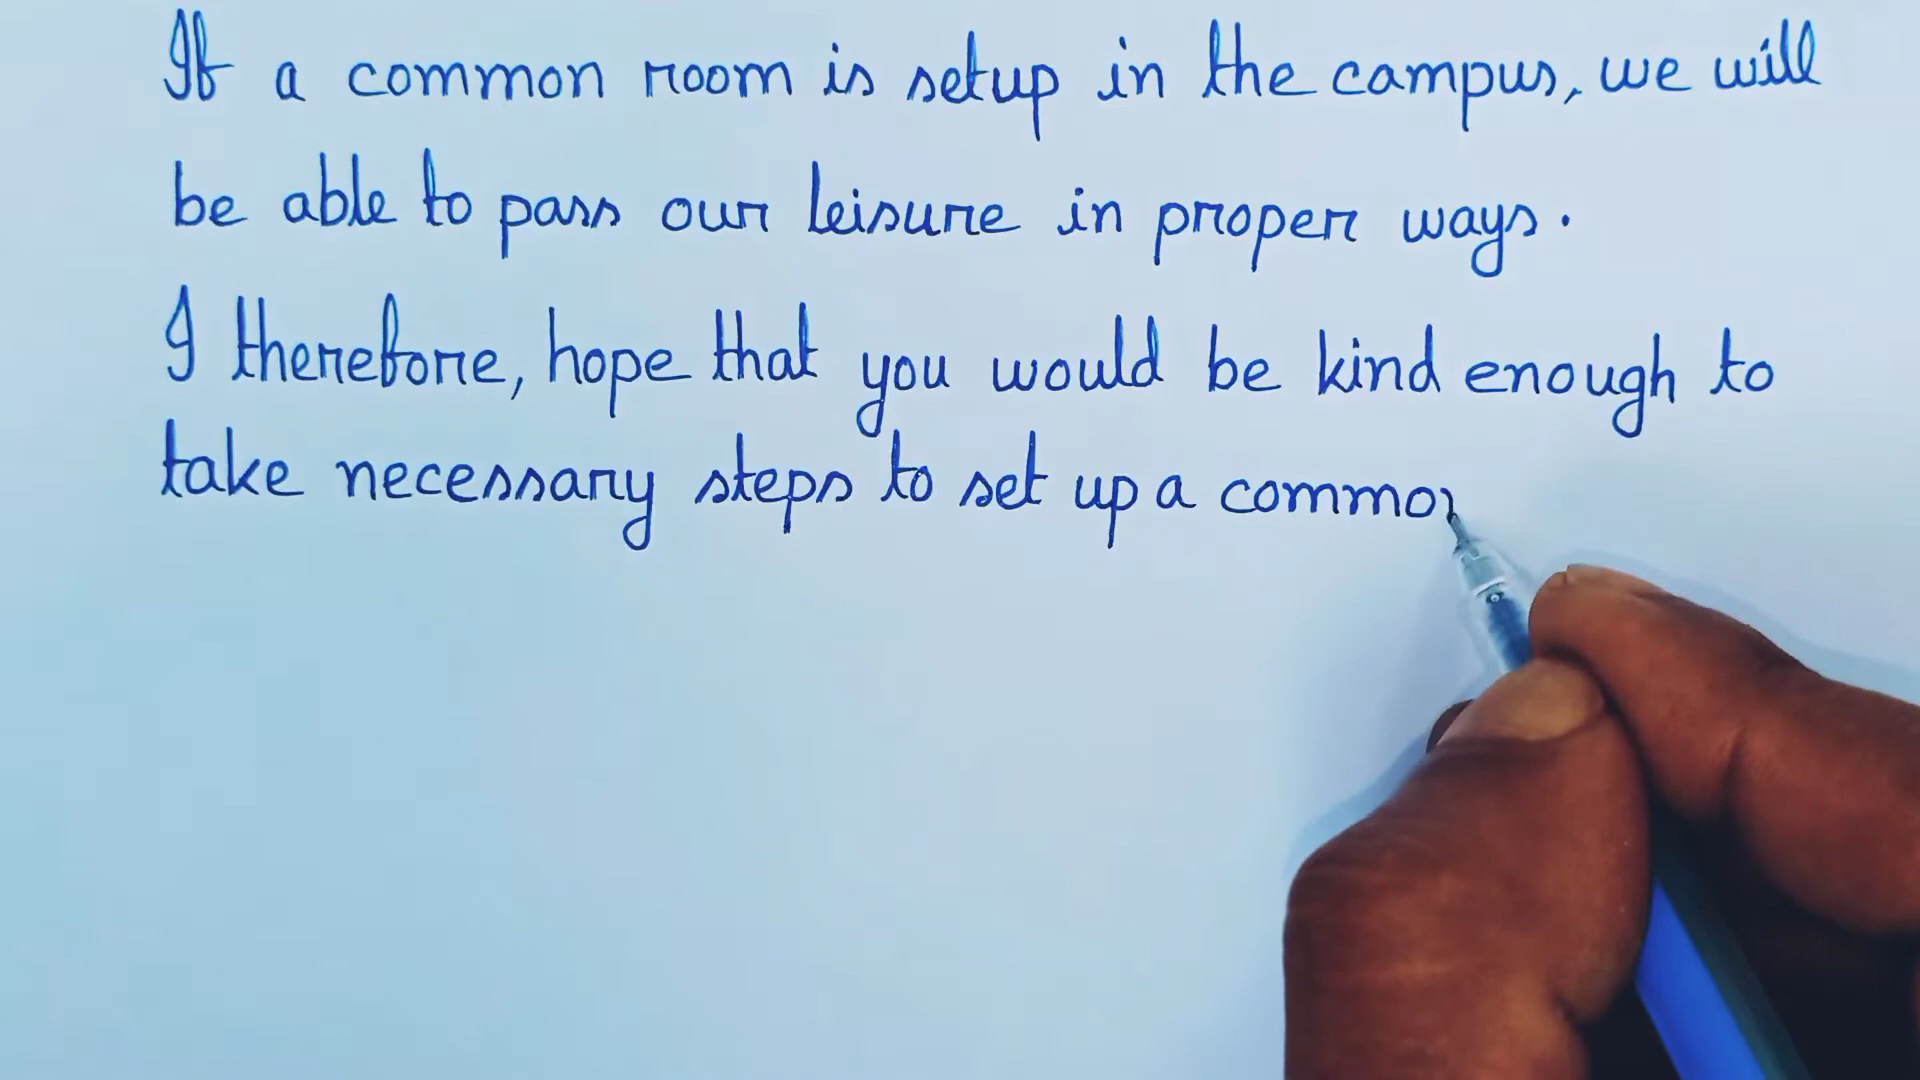 If a common room is setup in the campus, we will
be able to pass our leisure in proper ways.
I therefore, hope that you would be kind enough to
take necessary steps to set up a commo